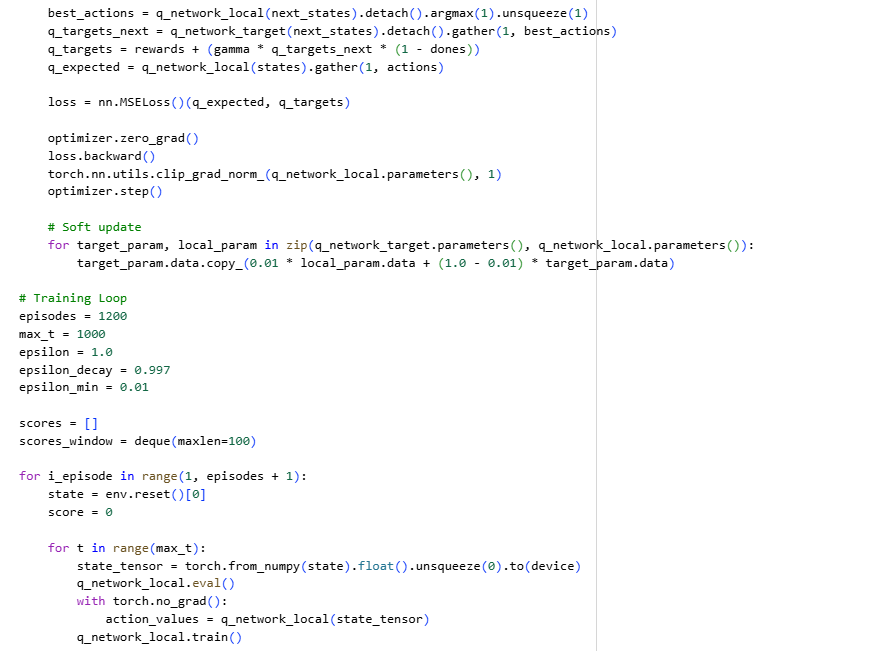 best_actions = q_network_local(next_states).detach().argmax(1).unsqueeze(1)
q_targets_next = q_network_target(next_states).detach().gather(1, best_actions)
q_targets = rewards + (gamma * q_targets_next * (1 - dones))
q_expected = q_network_local(states).gather(1, actions)
loss = nn.MSELoss()(q_expected, q_targets)
optimizer.zero_grad()
loss.backward()
torch.nn.utils.clip_grad_norm_(q_network_local.parameters(), 1)
optimizer.step()
# Soft update
for target_param, local_param in zip(q_network_target.parameters(), q_network_local.parameters()):
target_param.data.copy_(0.01 * local_param.data + (1.0 - 0.01) * target_param.data)
# Training Loop
episodes = 1200
max_t = 1000
epsilon = 1.0
epsilon_decay = 0.997
epsilon_min = 0.01
scores = []
scores_window = deque(maxlen=100)
for i_episode in range(1, episodes + 1):
state = env.reset()[0]
score = 0
for t in range(max_t):
state_tensor = torch.from_numpy(state).float().unsqueeze(0).to(device)
q_network_local.eval()
with torch.no_grad():
action_values = q_network_local(state_tensor)
q_network_local.train()